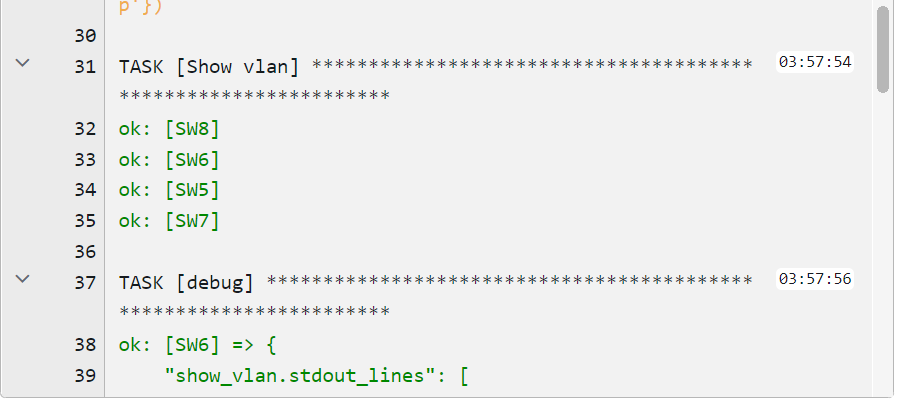 p'})
30
31 TASK [Show vlan] *************************************** 03:57:54
************************
32 ok: [SW8]
33 ok: [SW6]
34 ok: [SW5]
35 ok: [SW7]
36
37 TASK [debug] ******************************************* 03:57:56
************************
38 ok: [SW6] => {
39 "show_vlan.stdout_lines": [